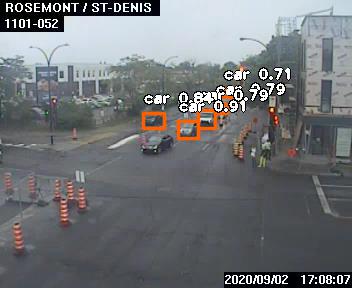 ROSEMONT / ST-DENIS
1101-052
car 0.71
car 0.79
car 0.91
2020/09/02 17:08:07